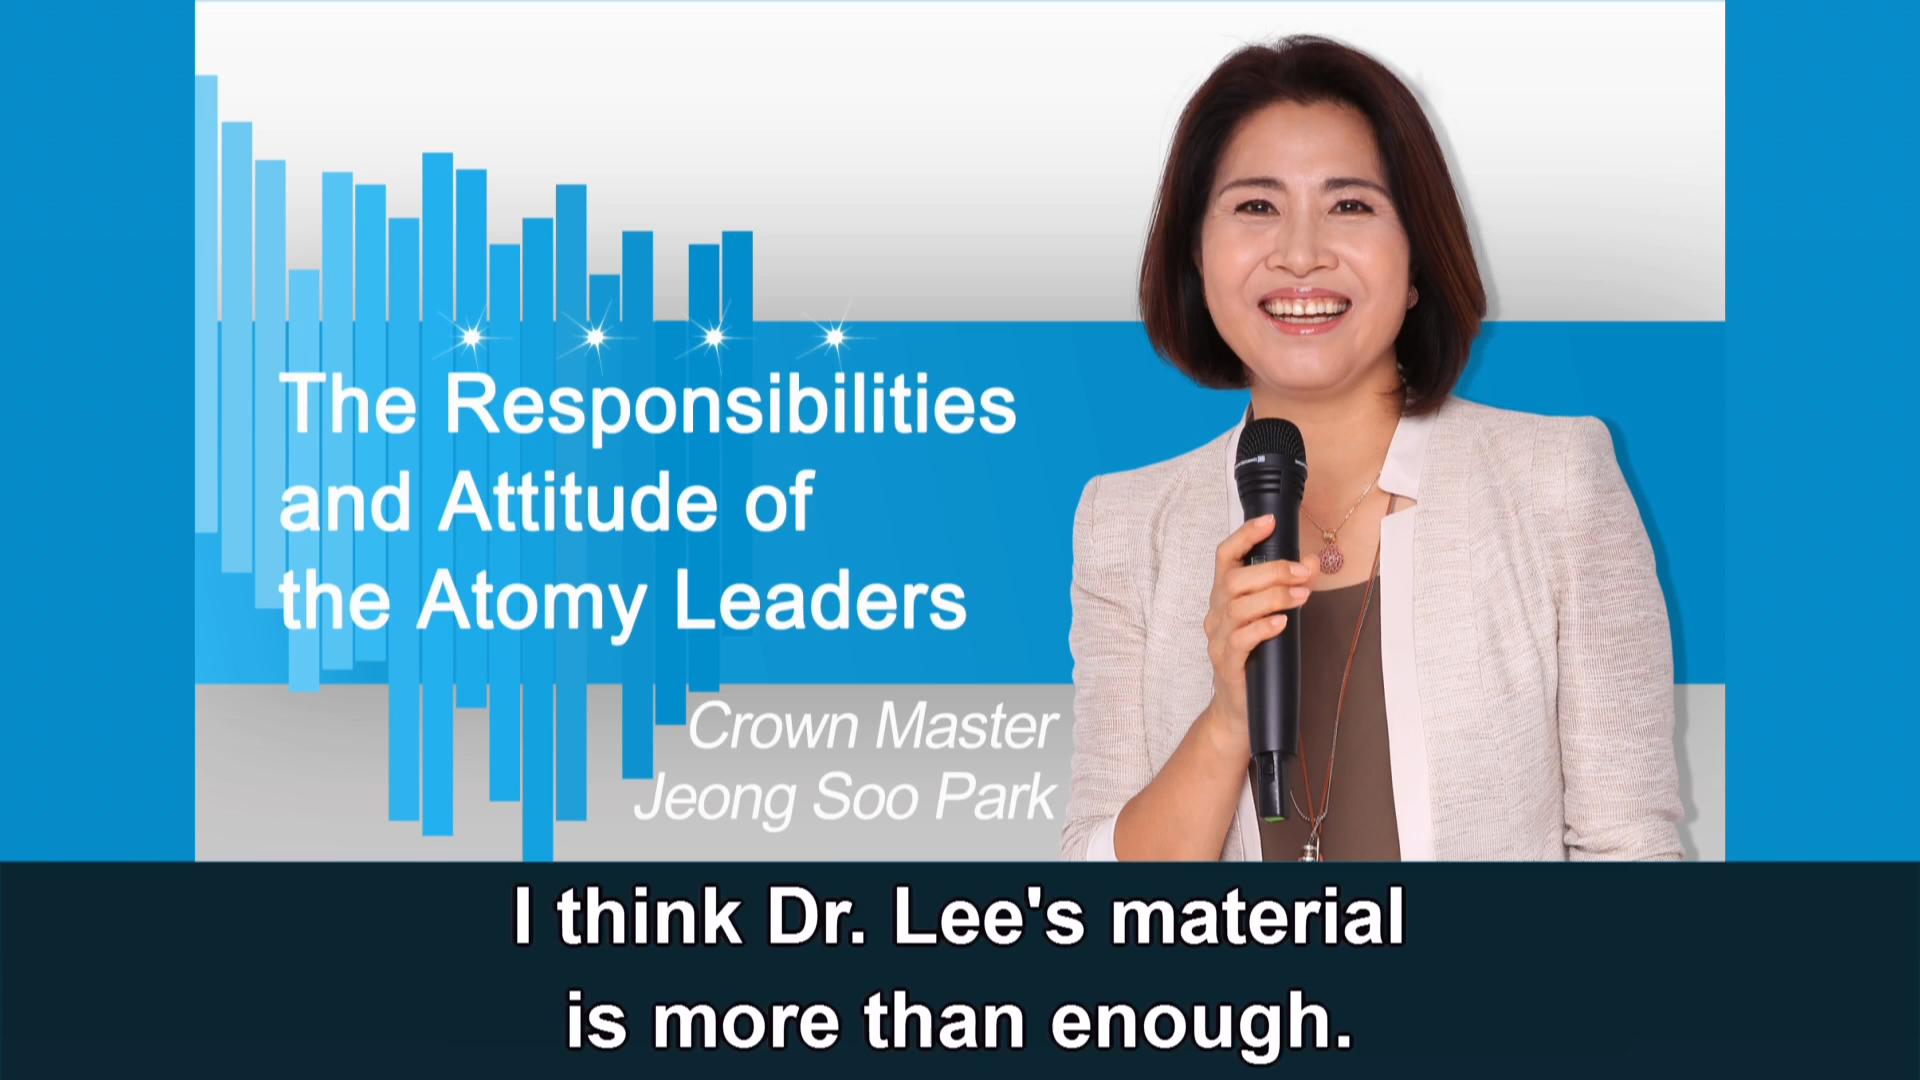 The Responsibilities
and Attitude of
the Atomy Leaders
Crown Master
Jeong Soo Park
I think Dr. Lee's material
is more than enough.